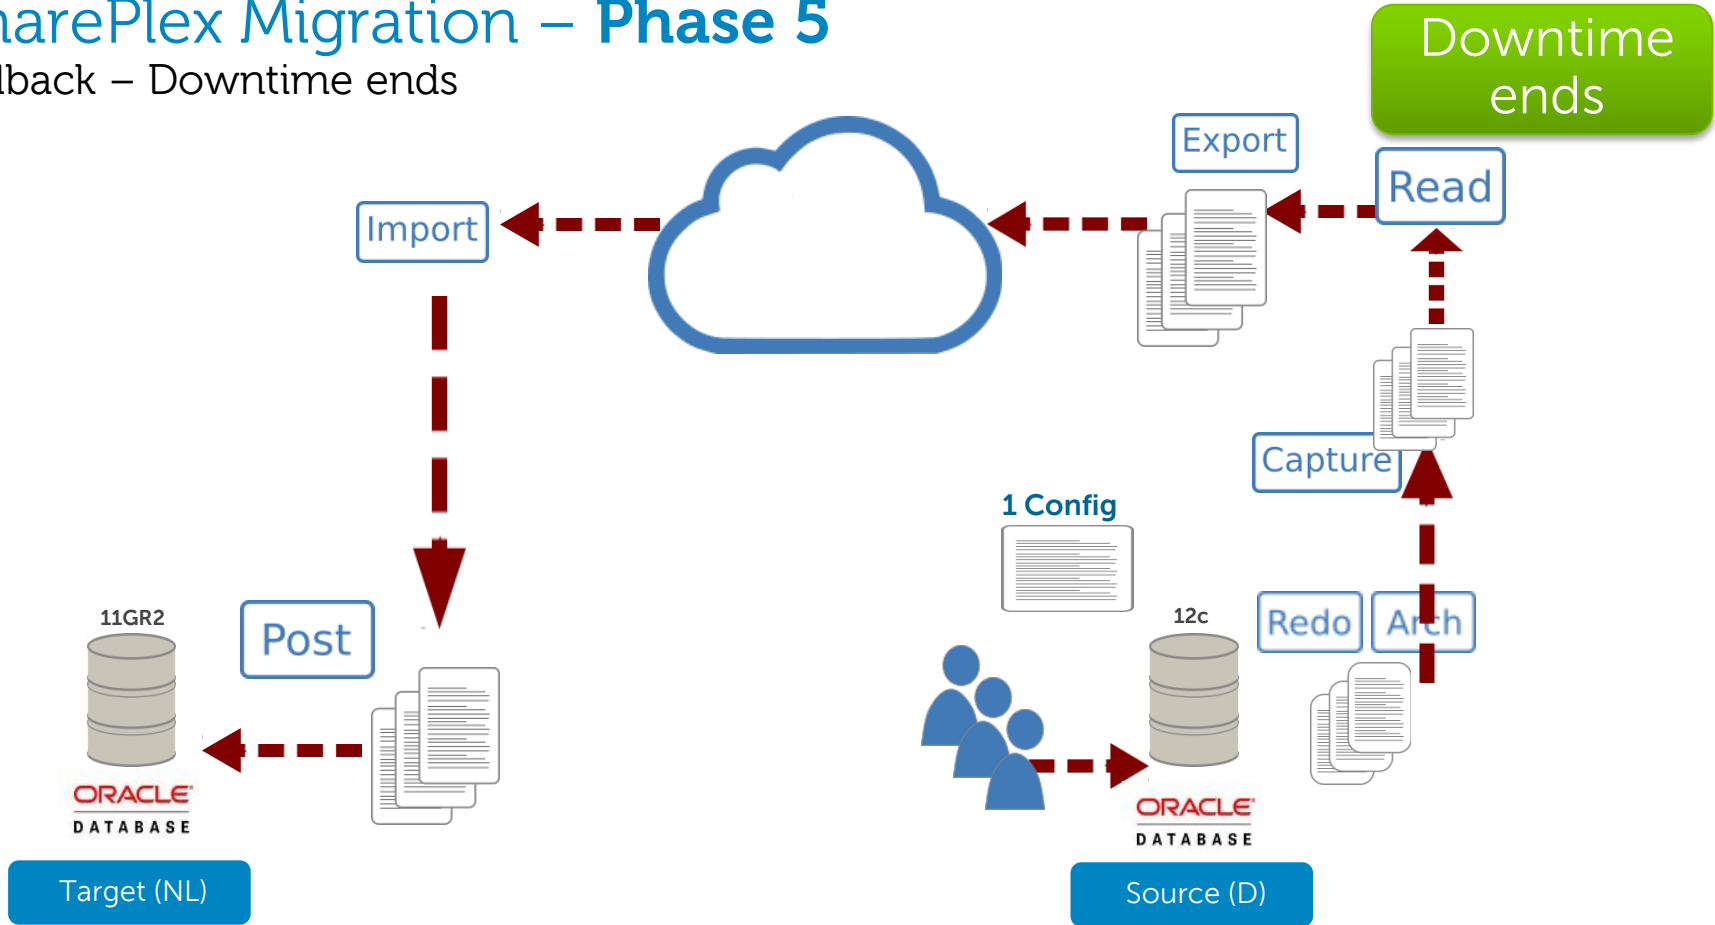 harePlex Migration – Phase 5
lback – Downtime ends
Downtime
ends
Export
Read
Import
Capture
1 Config
11GR2
Post
12c
Redo
Arch
ORACLE
DATABASE
ORACLE
DATABASE
Target (NL)
Source (D)